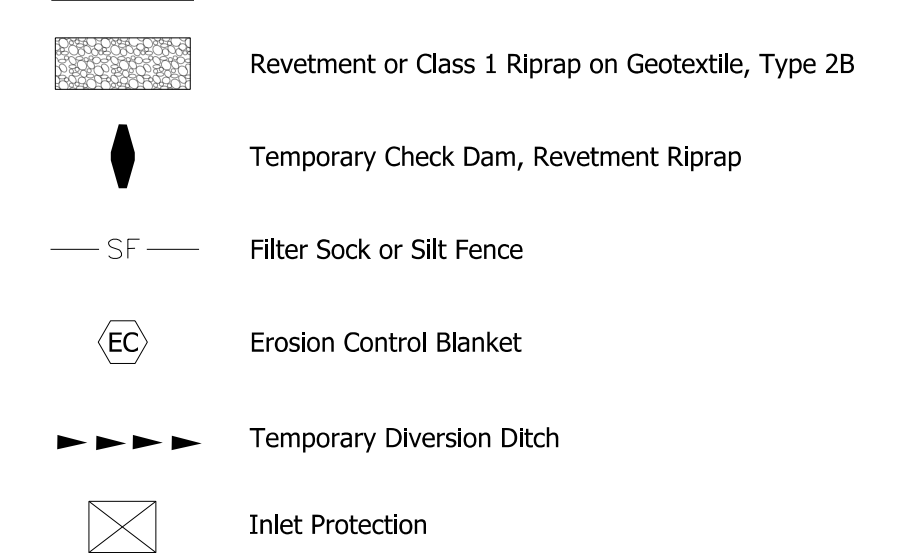 Revetment or Class 1 Riprap on Geotextile, Type 2B
Temporary Check Dam, Revetment Riprap
SF Filter Sock or Silt Fence
EC Erosion Control Blanket
Temporary Diversion Ditch
Inlet Protection